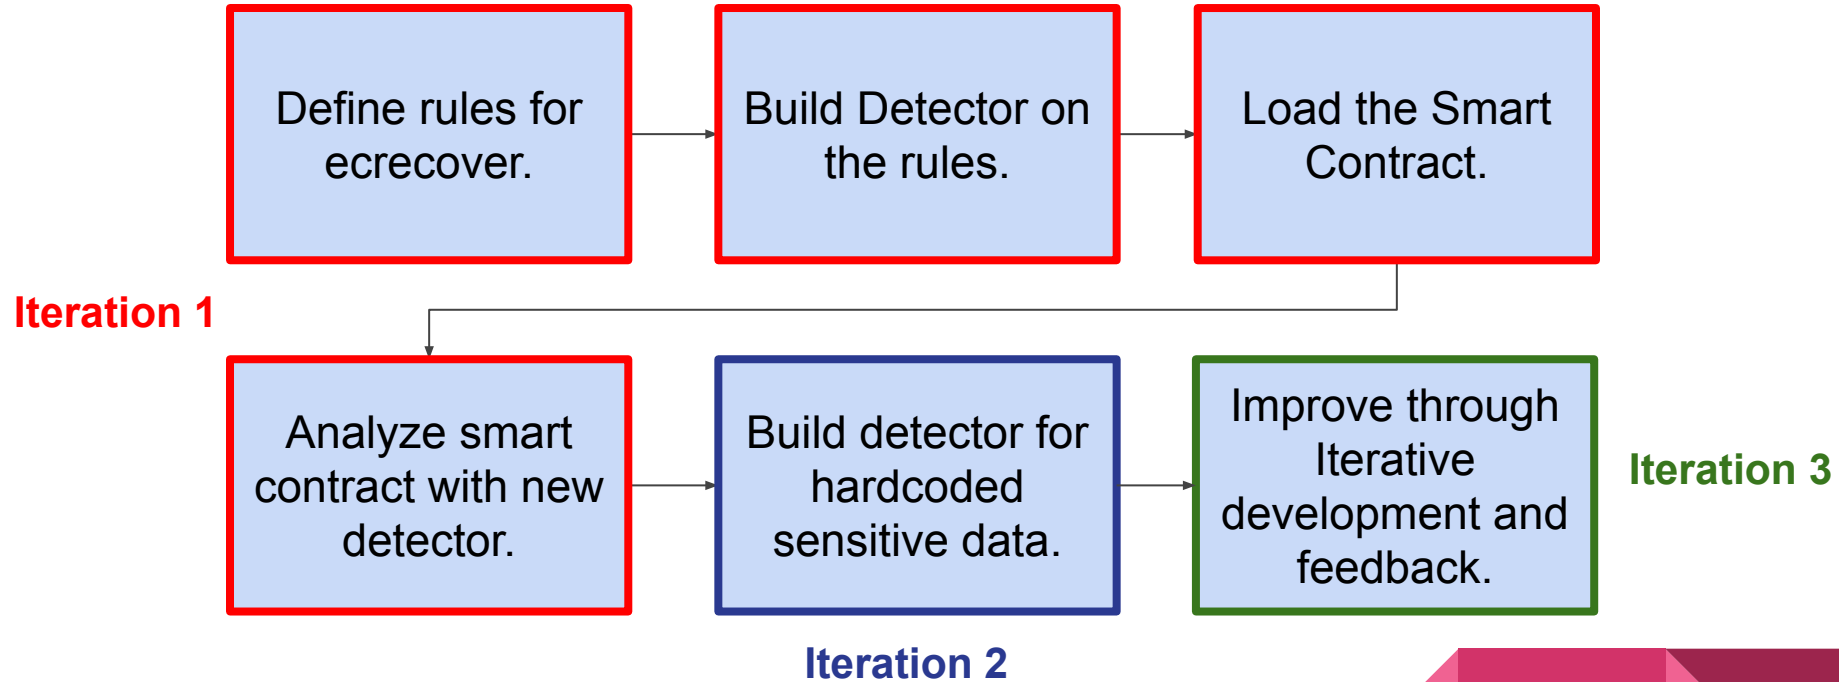 Define rules for
ecrecover.
Build Detector on
the rules.
Load the Smart
Contract.
Iteration 1
Analyze smart
contract with new
detector.
Build detector for
hardcoded
sensitive data.
Improve through
Iterative
development and
feedback.
Iteration 3
Iteration 2